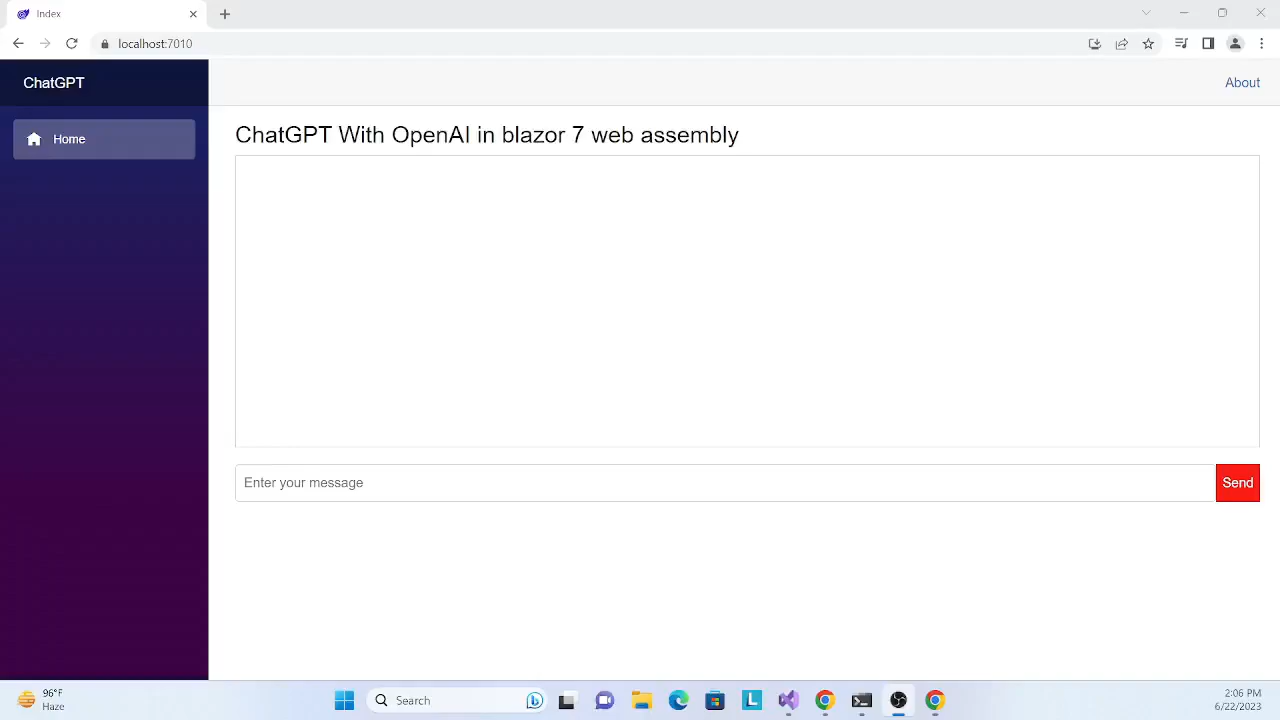 Index
localhost:7010
ChatGPT
About
Home
ChatGPT With OpenAI in blazor 7 web assembly
Enter your message
Send
96°F
Haze
Search
L
2:06 PM
6/22/2023